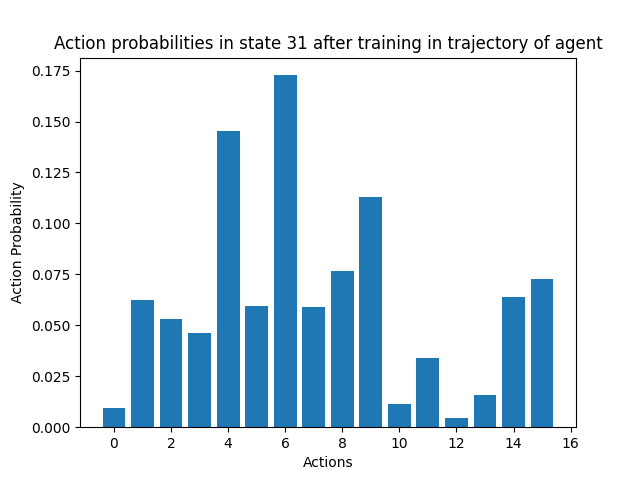 Action probabilities in state 31 after training in trajectory of agent
0.175
0.150
0.125
0.100
0.075
0.050
0.025
0.000
Action Probability
0 2 4 6 8 10 12 14 16
Actions